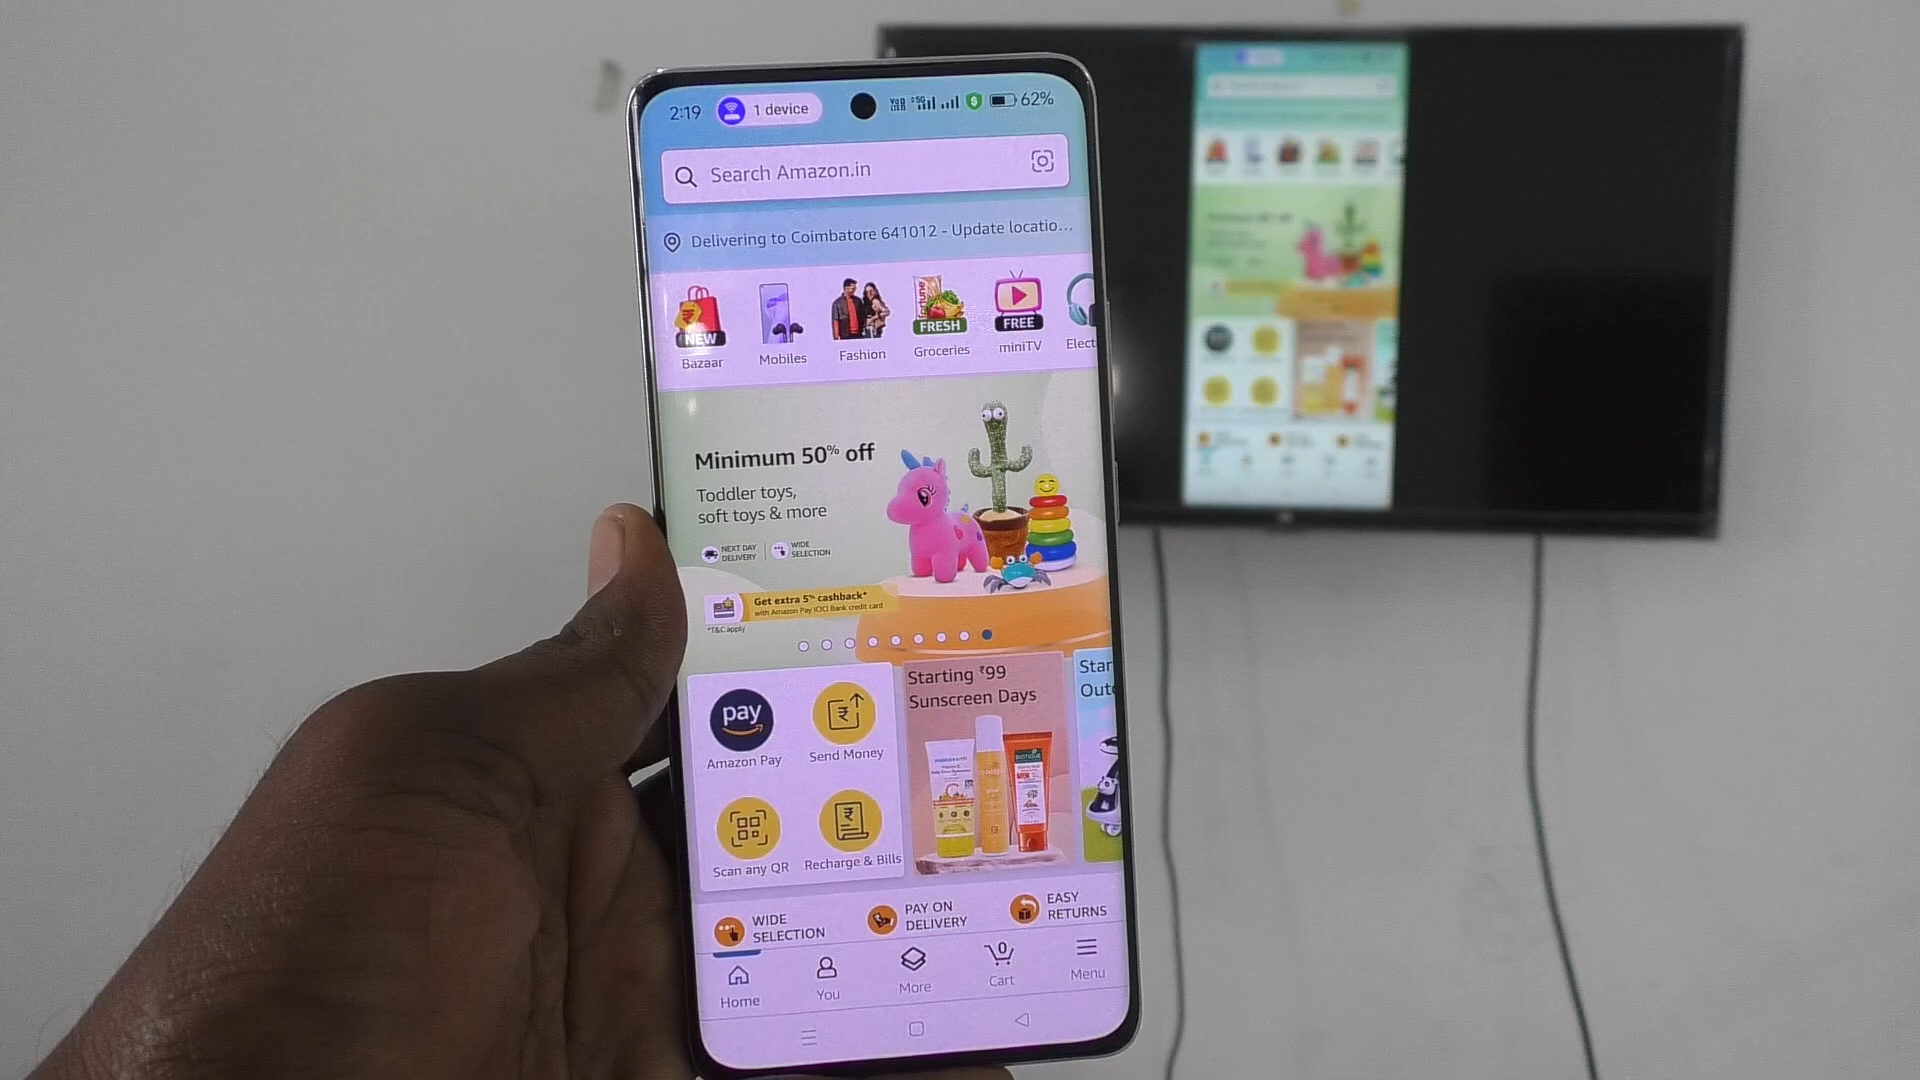 2:19 1 device 62%
Search Amazon.in
Delivering to Coimbatore 641012 - Update locatio...
NEW
FRESH
FREE
Bazaar Mobiles Fashion Groceries miniTV Elect
Minimum 50% off
Toddler toys,
soft toys & more
NEXT DAY
DELIVERY
WIDE
SELECTION
Get extra 5% cashback*
with Amazon Pay ICICI Bank credit card
*T&C apply
pay
Amazon Pay
Send Money
Scan any QR
Recharge & Bills
Starting ₹99
Sunscreen Days
BIOTIQUE
Star
Outd
WIDE
SELECTION
PAY ON
DELIVERY
EASY
RETURNS
0
Home You More Cart Menu